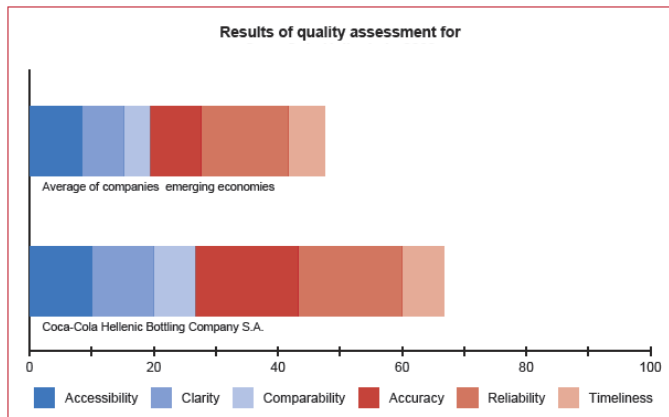 Results of quality assessment for
Average of companies emerging economies
Coca-Cola Hellenic Bottling Company S.A.
0 20 40 60 80 100
Accessibility Clarity Comparability Accuracy Reliability Timeliness